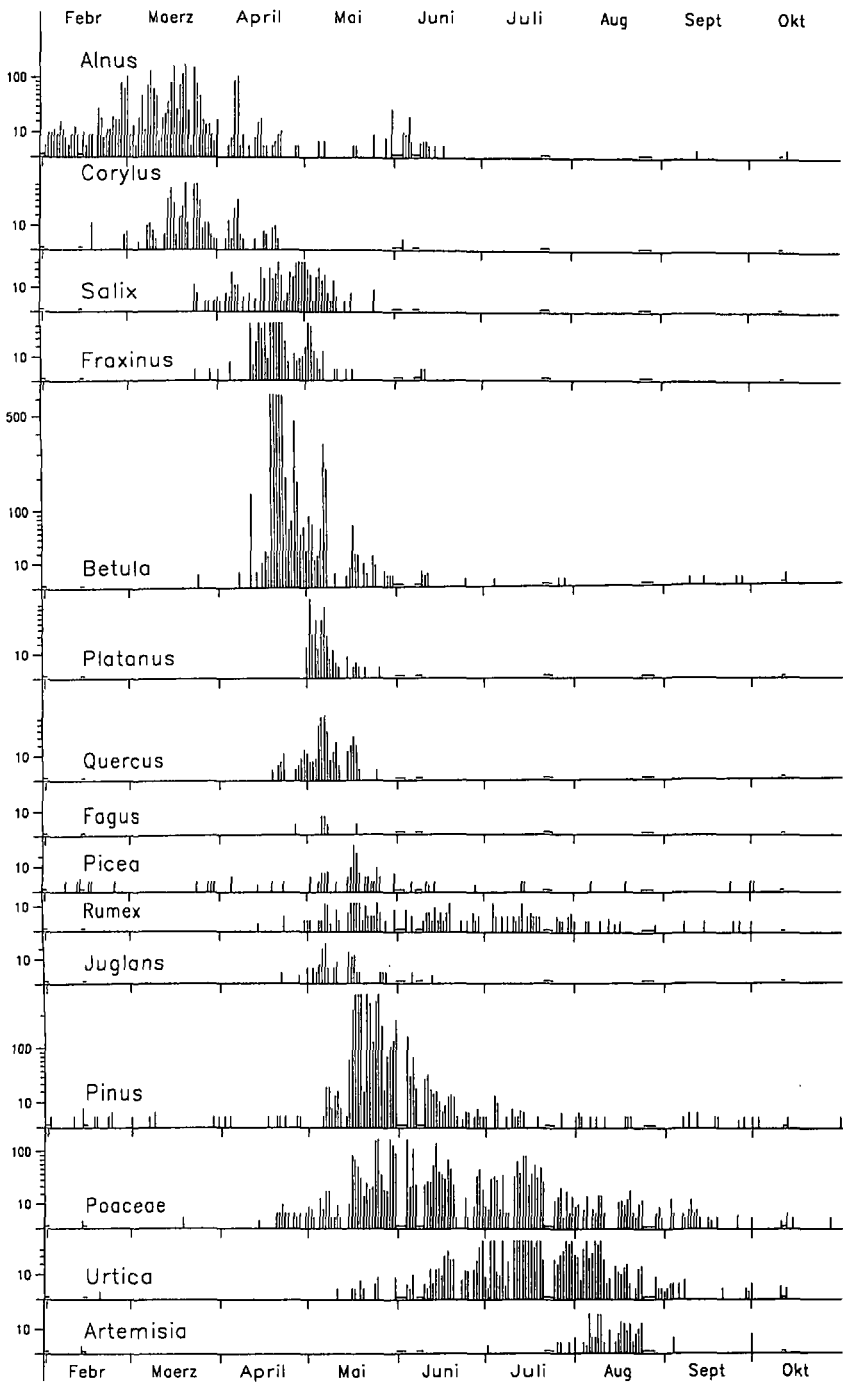 Febr Maerz April Mai Juni Juli Aug Sept Okt
Alnus
100
10
Corylus
10
Salix
10
Fraxinus
10
500
100
10
Betula
Platanus
10
Quercus
10
Fagus
10
Picea
10
Rumex
10
Juglans
10
100
Pinus
10
100
Poaceae
10
Urtica
10
Artemisia
10
Febr Maerz April Mai Juni Juli Aug Sept Okt